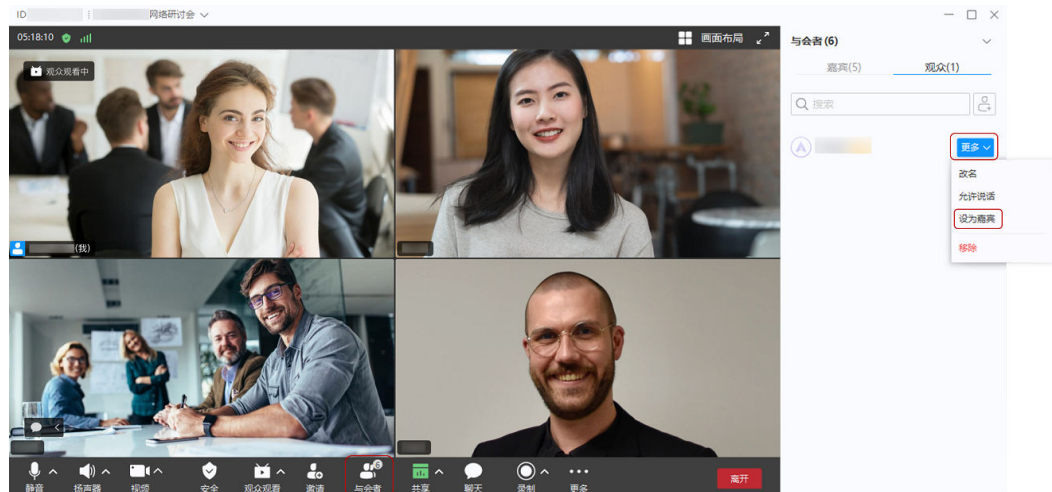 ID
网络研讨会
05:18:10
画面布局
观众观看中
(我)
静音
扬声器
视频
安全
观众观看
邀请
与会者
6
共享
聊天
录制
更多
离开
与会者 (6)
嘉宾(5)
观众(1)
搜索
更多
改名
允许说话
设为嘉宾
移除